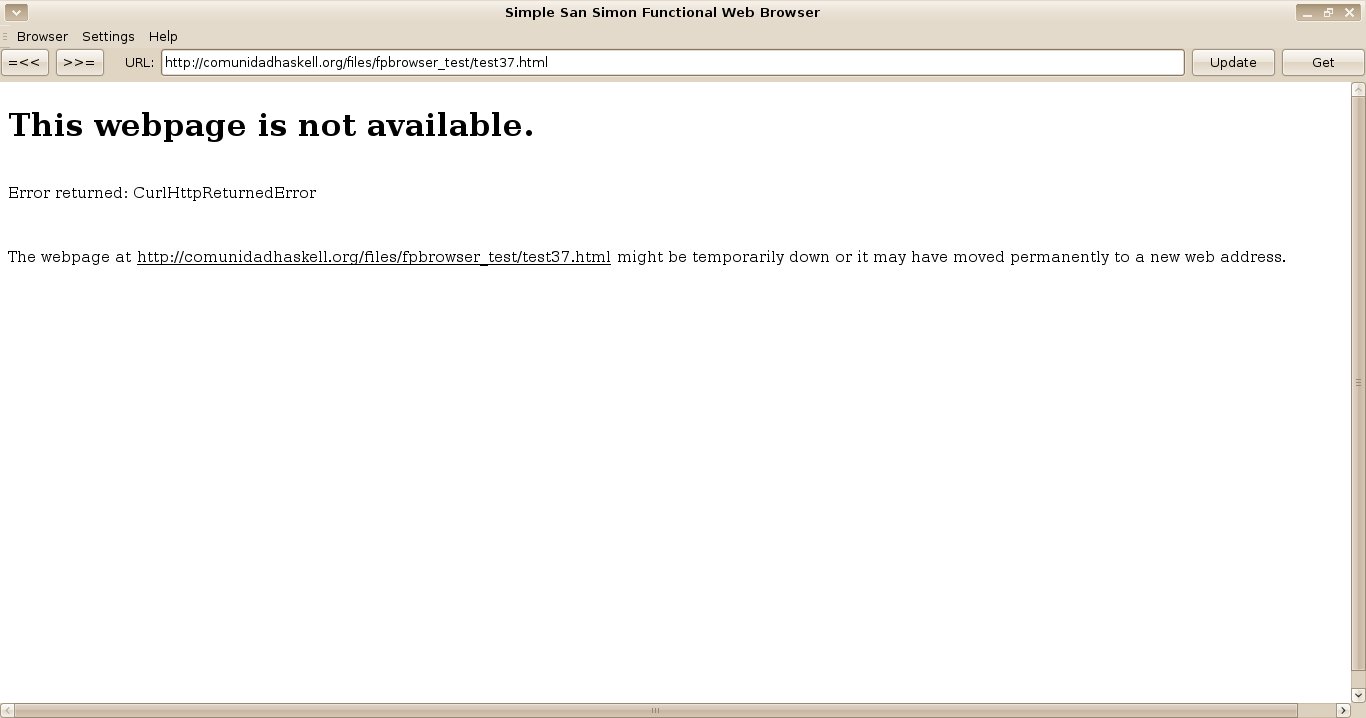 Simple San Simon Functional Web Browser
Browser Settings Help
=<< >>= URL: http://comunidadhaskell.org/files/fpbrowser_test/test37.html Update Get
This webpage is not available.
Error returned: CurlHttpReturnedError
The webpage at http://comunidadhaskell.org/files/fpbrowser_test/test37.html might be temporarily down or it may have moved permanently to a new web address.